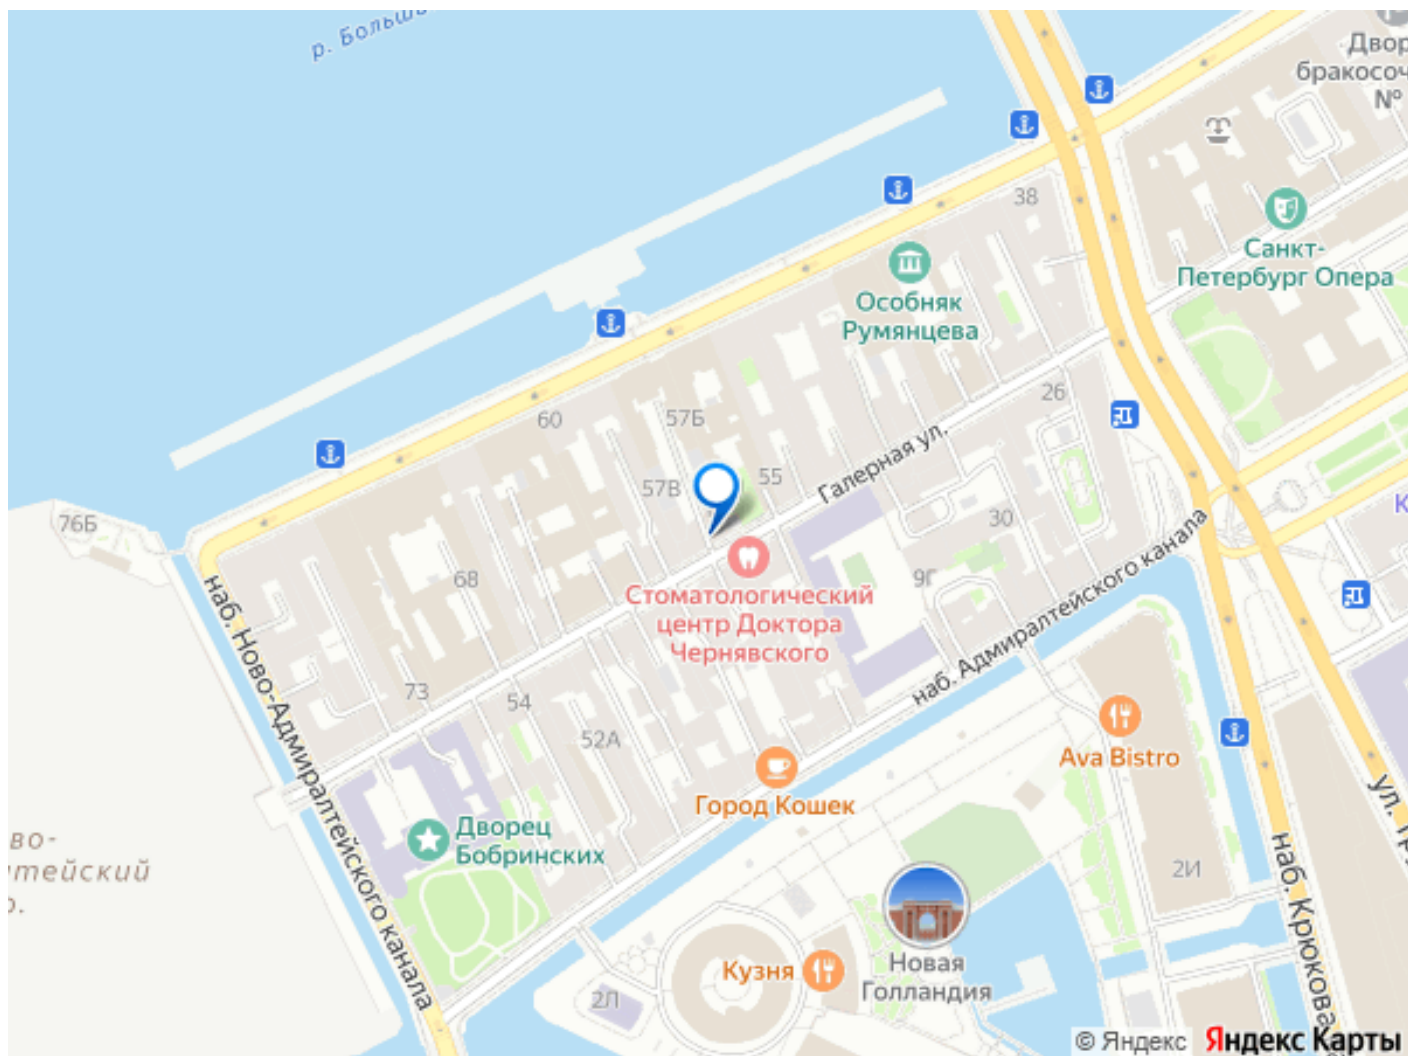 р. Больш
Двор
бракосоч
№
38
Санкт-
Петербург Опера
Особняк
Румянцева
26
60
57Б
Галерная ул.
55
57В
30
76Б
9Г
68
Стоматологический
центр Доктора
Чернявского
наб. Адмиралтейского канала
наб. Ново-Адмиралтейского канала
73
54
52А
Ava Bistro
Город Кошек
ул. Тру
во-
тейский
о.
Дворец
Бобринских
2И
наб. Крюкова
Кузня
Новая
Голландия
2Л
К
© Яндекс Яндекс Карты